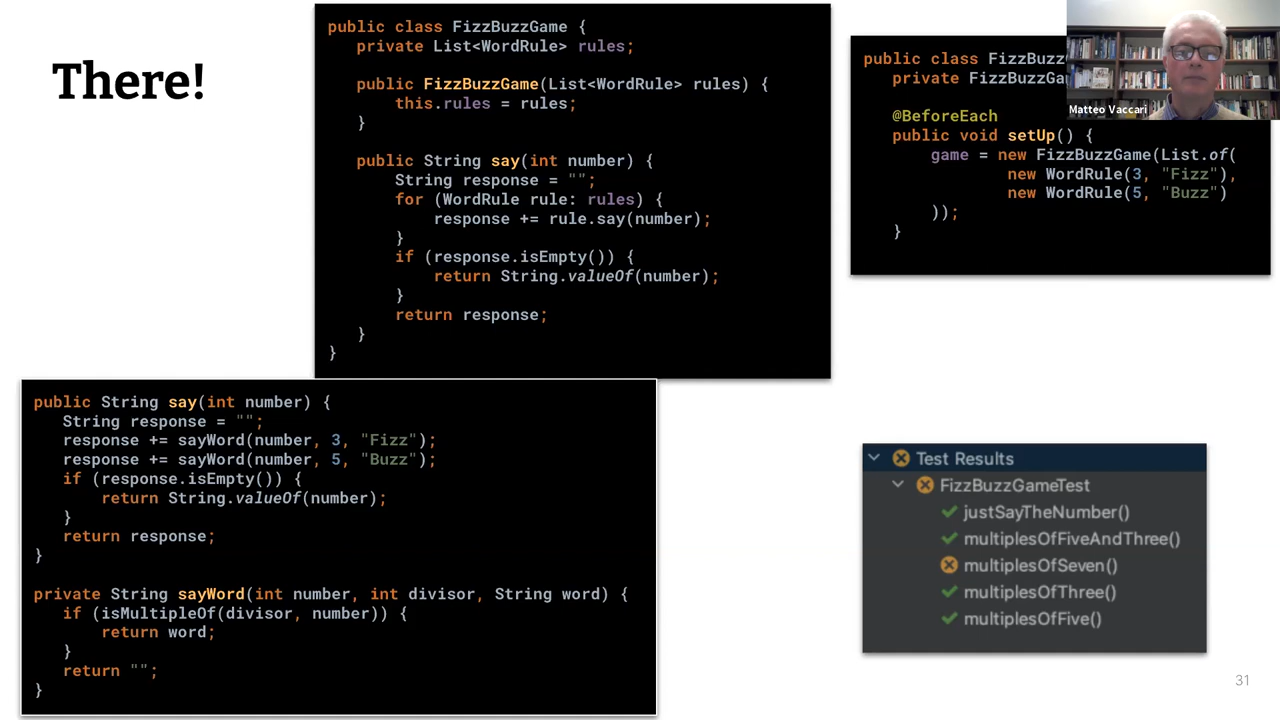 There!
public class FizzBuzzGame {
private List<WordRule> rules;
public FizzBuzzGame(List<WordRule> rules) {
this.rules = rules;
}
public String say(int number) {
String response = "";
for (WordRule rule: rules) {
response += rule.say(number);
}
if (response.isEmpty()) {
return String.valueOf(number);
}
return response;
}
}
public class FizzBuzz
private FizzBuzzGa
Matteo Vaccari
@BeforeEach
public void setUp() {
game = new FizzBuzzGame(List.of(
new WordRule(3, "Fizz"),
new WordRule(5, "Buzz")
));
}
public String say(int number) {
String response = "";
response += sayWord(number, 3, "Fizz");
response += sayWord(number, 5, "Buzz");
if (response.isEmpty()) {
return String.valueOf(number);
}
return response;
}
private String sayWord(int number, int divisor, String word) {
if (isMultipleOf(divisor, number)) {
return word;
}
return "";
}
Test Results
FizzBuzzGameTest
justSayTheNumber()
multiplesOfFiveAndThree()
multiplesOfSeven()
multiplesOfThree()
multiplesOfFive()
31